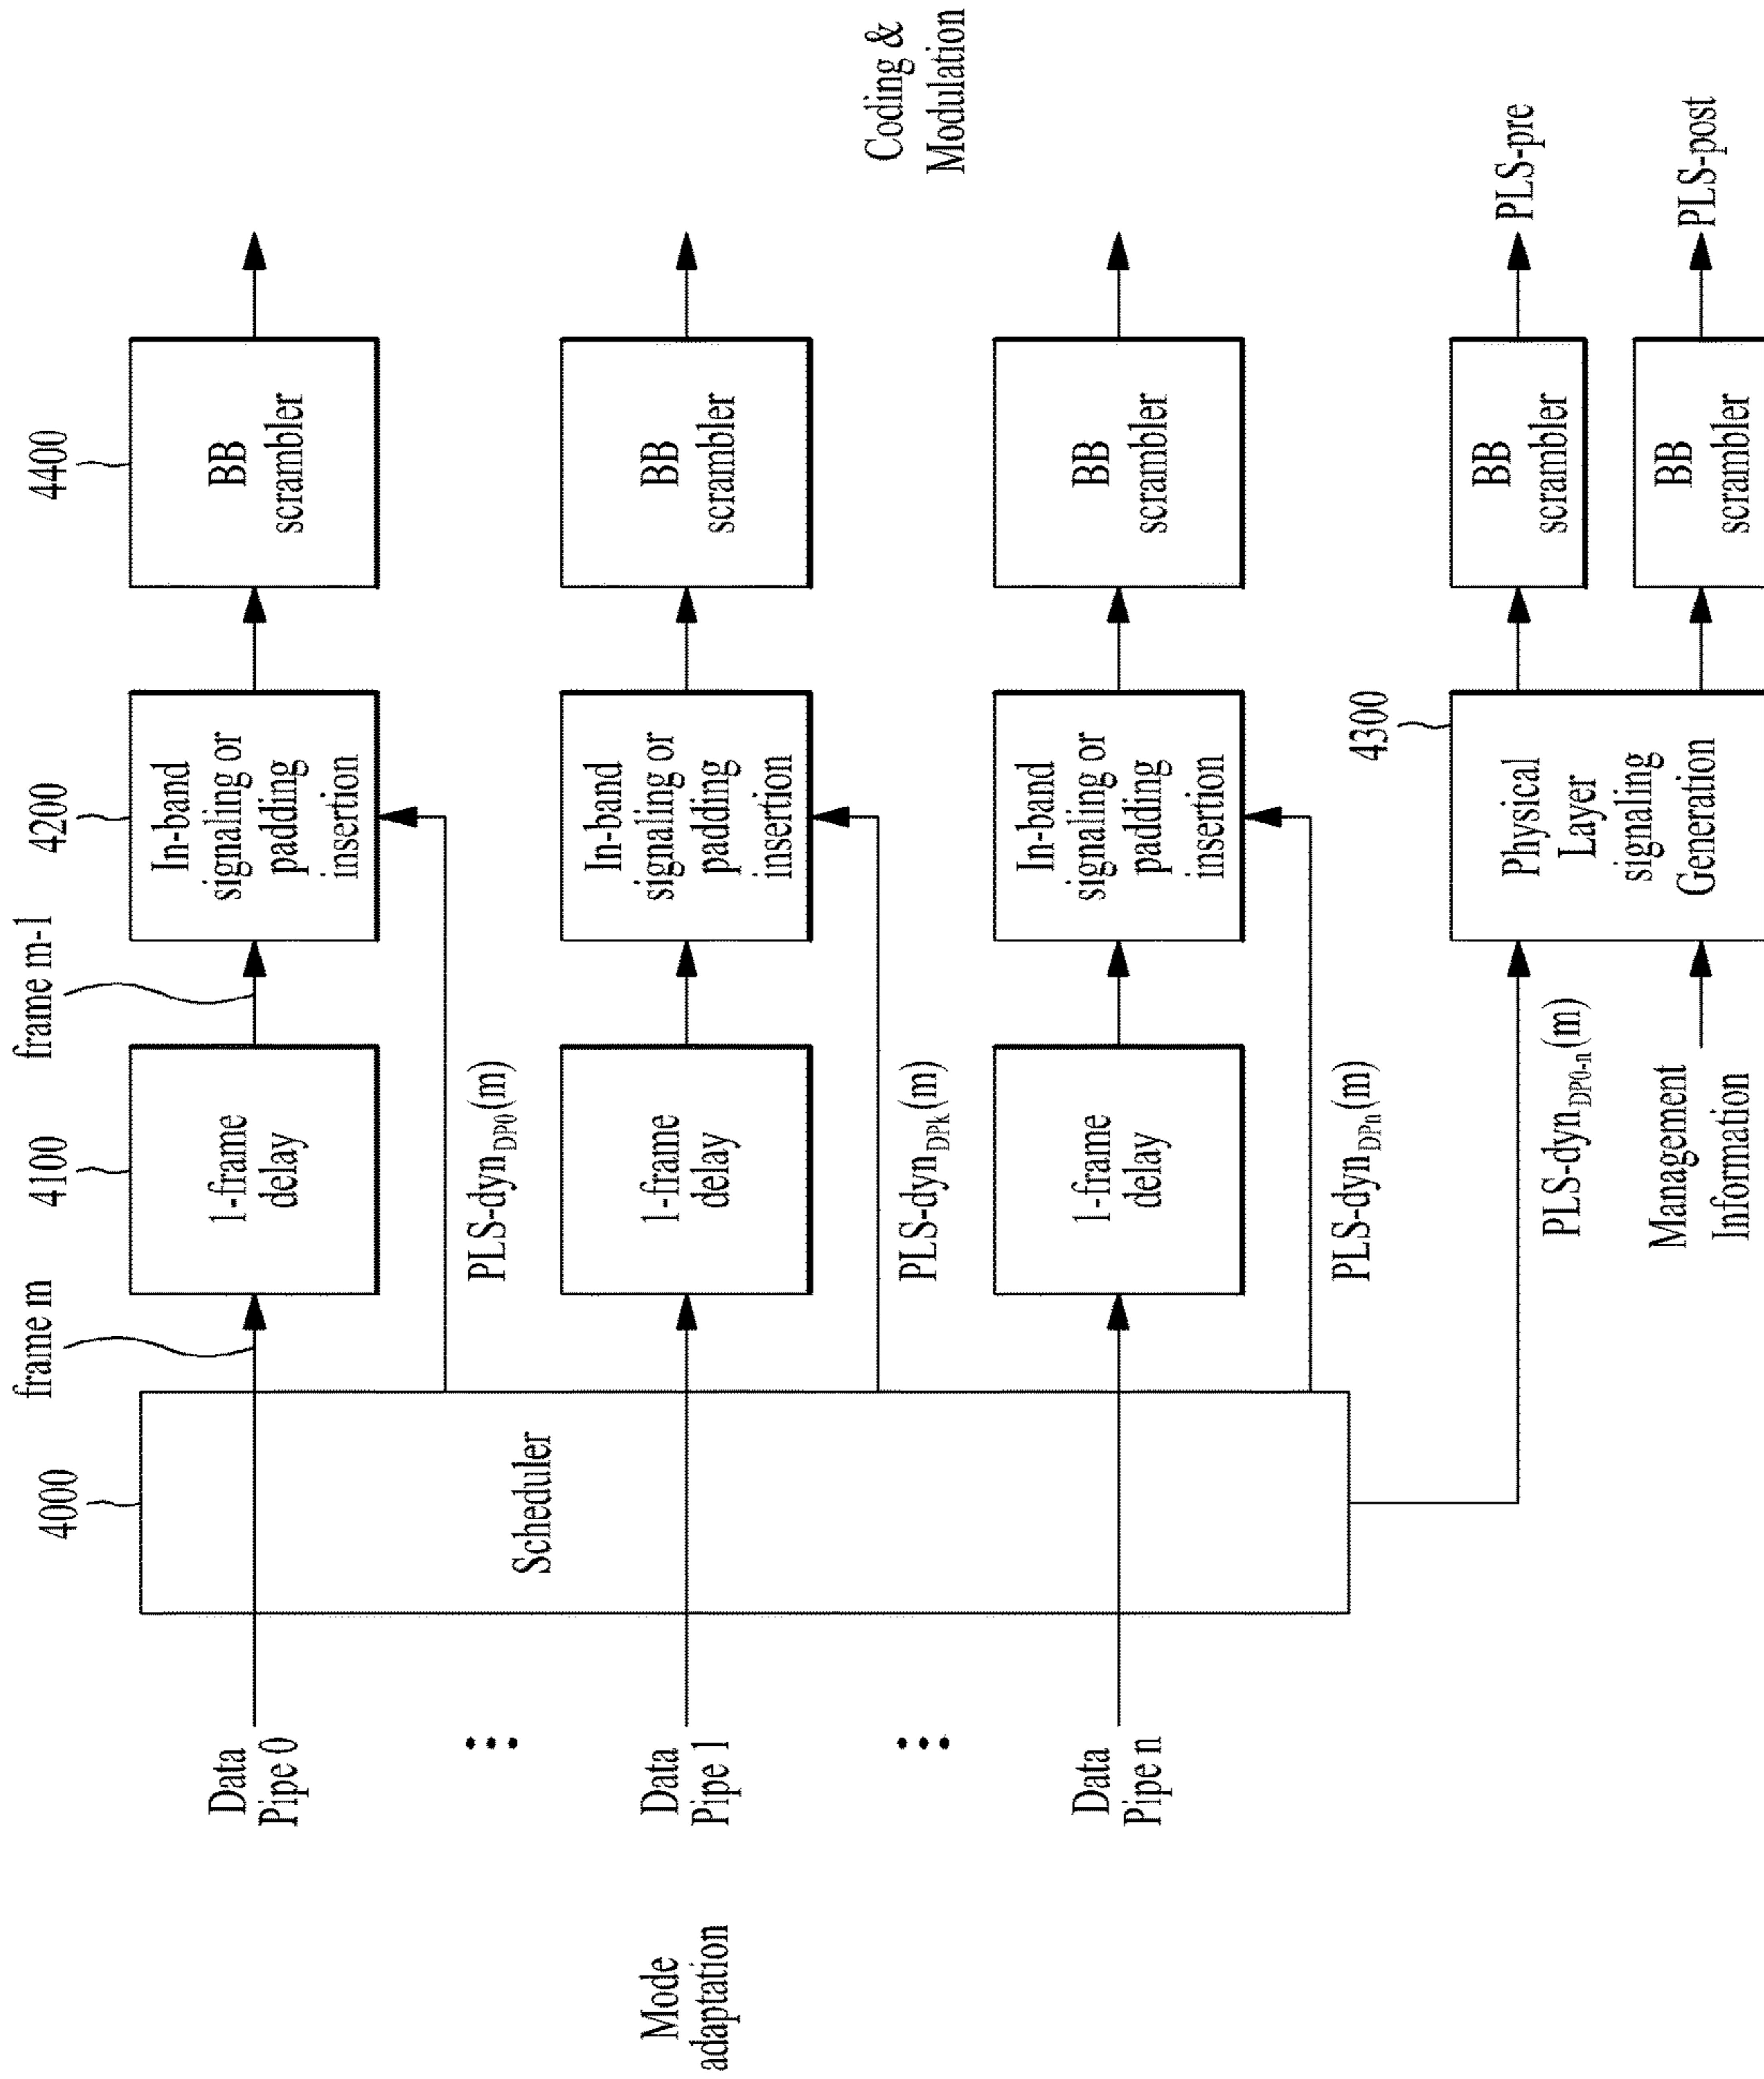 Mode
adaptation
Data
Pipe 0
Data
Pipe 1
Data
Pipe n
4000
Scheduler
frame m
4100
1-frame
delay
frame m-1
4200
In-band
signaling or
padding
insertion
4400
BB
scrambler
PLS-dyn_DP0(m)
1-frame
delay
In-band
signaling or
padding
insertion
BB
scrambler
PLS-dyn_DPk(m)
1-frame
delay
In-band
signaling or
padding
insertion
BB
scrambler
PLS-dyn_DPn(m)
PLS-dyn_DP0-n(m)
Management
Information
4300
Physical
Layer
signaling
Generation
BB
scrambler
PLS-pre
BB
scrambler
PLS-post
Coding &
Modulation